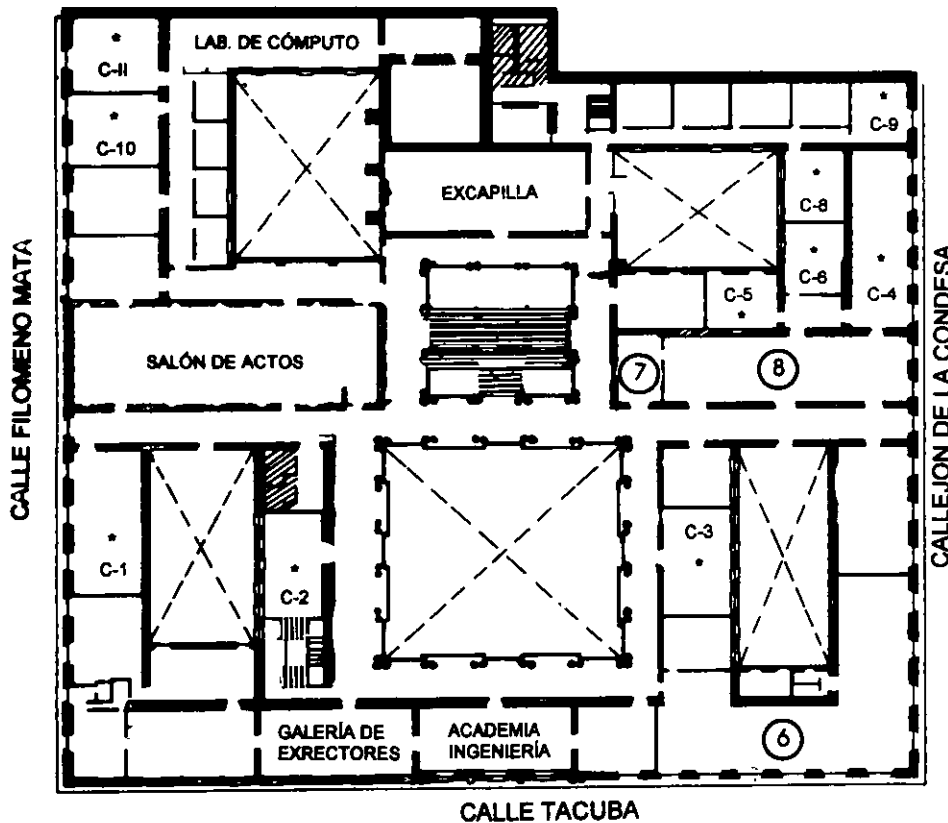 LAB. DE CÓMPUTO
C-II
C-10
C-9
EXCAPILLA
C-8
C-6
C-5
C-4
CALLE FILOMENO MATA
SALÓN DE ACTOS
7
8
CALLEJÓN DE LA CONDESA
C-3
C-1
C-2
GALERÍA DE
EXRECTORES
ACADEMIA
INGENIERÍA
6
CALLE TACUBA